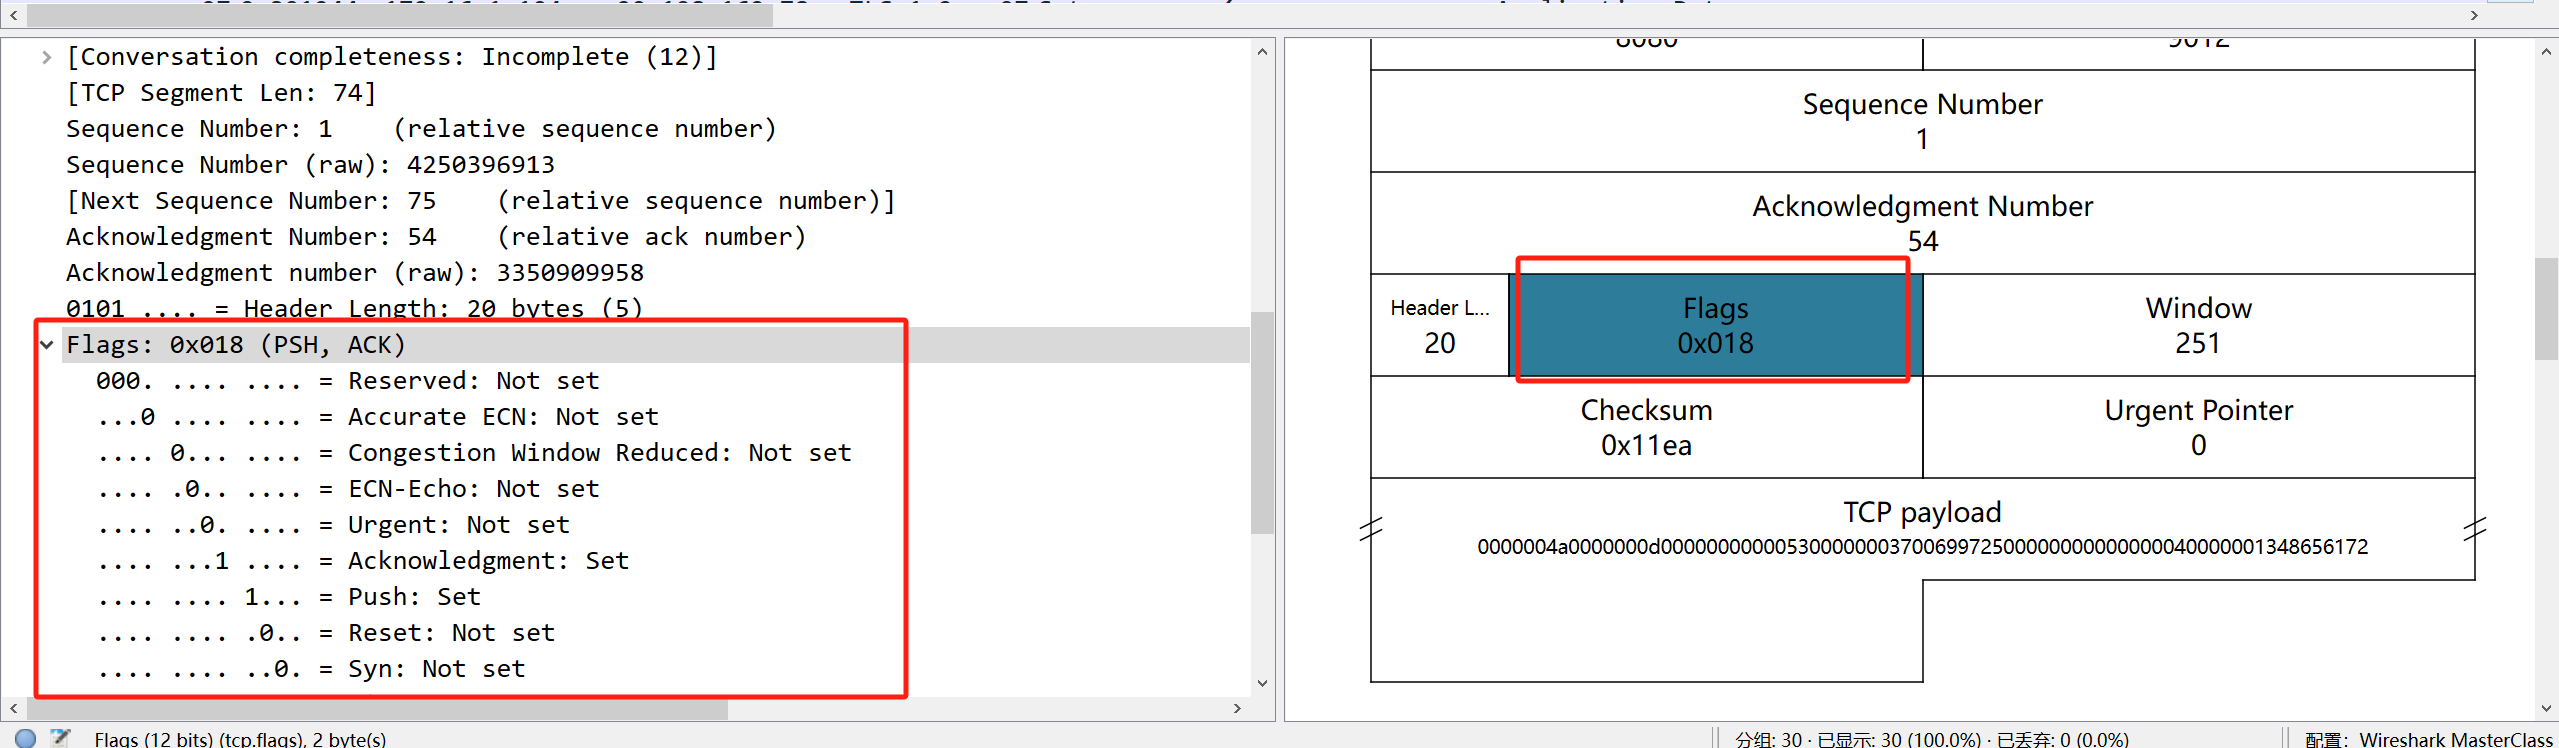 [Conversation completeness: Incomplete (12)]
[TCP Segment Len: 74]
Sequence Number: 1    (relative sequence number)
Sequence Number (raw): 4250396913
[Next Sequence Number: 75    (relative sequence number)]
Acknowledgment Number: 54    (relative ack number)
Acknowledgment number (raw): 3350909958
0101 .... = Header Length: 20 bytes (5)
Flags: 0x018 (PSH, ACK)
000. .... .... = Reserved: Not set
...0 .... .... = Accurate ECN: Not set
.... 0... .... = Congestion Window Reduced: Not set
.... .0.. .... = ECN-Echo: Not set
.... ..0. .... = Urgent: Not set
.... ...1 .... = Acknowledgment: Set
.... .... 1... = Push: Set
.... .... .0.. = Reset: Not set
.... .... ..0. = Syn: Not set
8080
9012
Sequence Number
1
Acknowledgment Number
54
Header L...
20
Flags
0x018
Window
251
Checksum
0x11ea
Urgent Pointer
0
TCP payload
0000004a0000000d0000000000053000000037006997250000000000000040000001348656172
Flags (12 bits) (tcp.flags), 2 byte(s)
分组: 30 · 已显示: 30 (100.0%) · 已丢弃: 0 (0.0%)
配置: Wireshark MasterClass